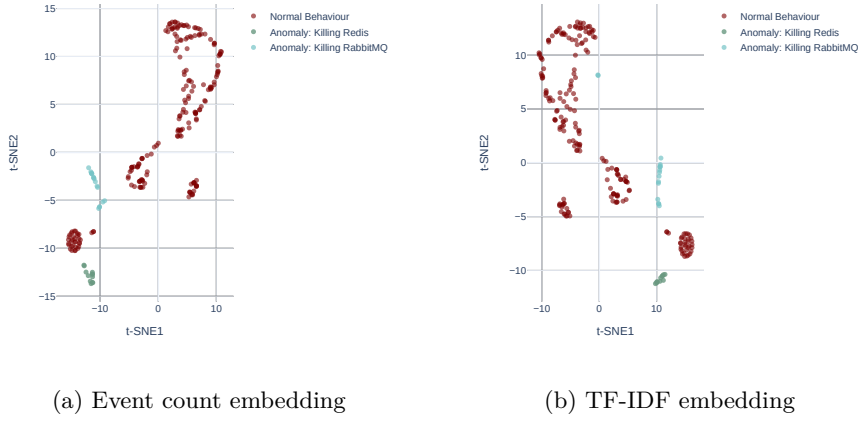 15
10
5
0
−5
−10
−15
−10
0
10
t-SNE2
t-SNE1
Normal Behaviour
Anomaly: Killing Redis
Anomaly: Killing RabbitMQ
(a) Event count embedding
10
5
0
−5
−10
−10
0
10
t-SNE2
t-SNE1
Normal Behaviour
Anomaly: Killing Redis
Anomaly: Killing RabbitMQ
(b) TF-IDF embedding